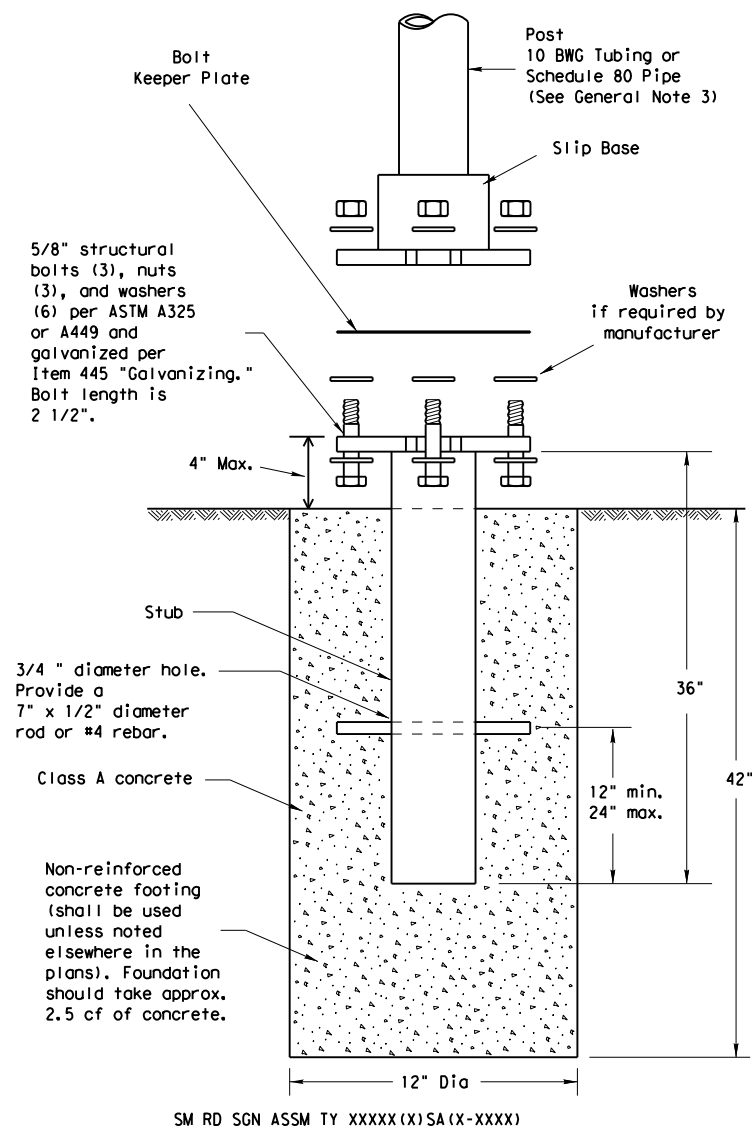 Post
10 BWG Tubing or
Schedule 80 Pipe
(See General Note 3)
Bolt
Keeper Plate
Slip Base
5/8" structural
bolts (3), nuts
(3), and washers
(6) per ASTM A325
or A449 and
galvanized per
Item 445 "Galvanizing."
Bolt length is
2 1/2".
Washers
if required by
manufacturer
4" Max.
Stub
3/4 " diameter hole.
Provide a
7" x 1/2" diameter
rod or #4 rebar.
36"
Class A concrete
12" min.
24" max.
42"
Non-reinforced
concrete footing
(shall be used
unless noted
elsewhere in the
plans). Foundation
should take approx.
2.5 cf of concrete.
12" Dia
SM RD SGN ASSM TY XXXXX(X)SA(X-XXXX)